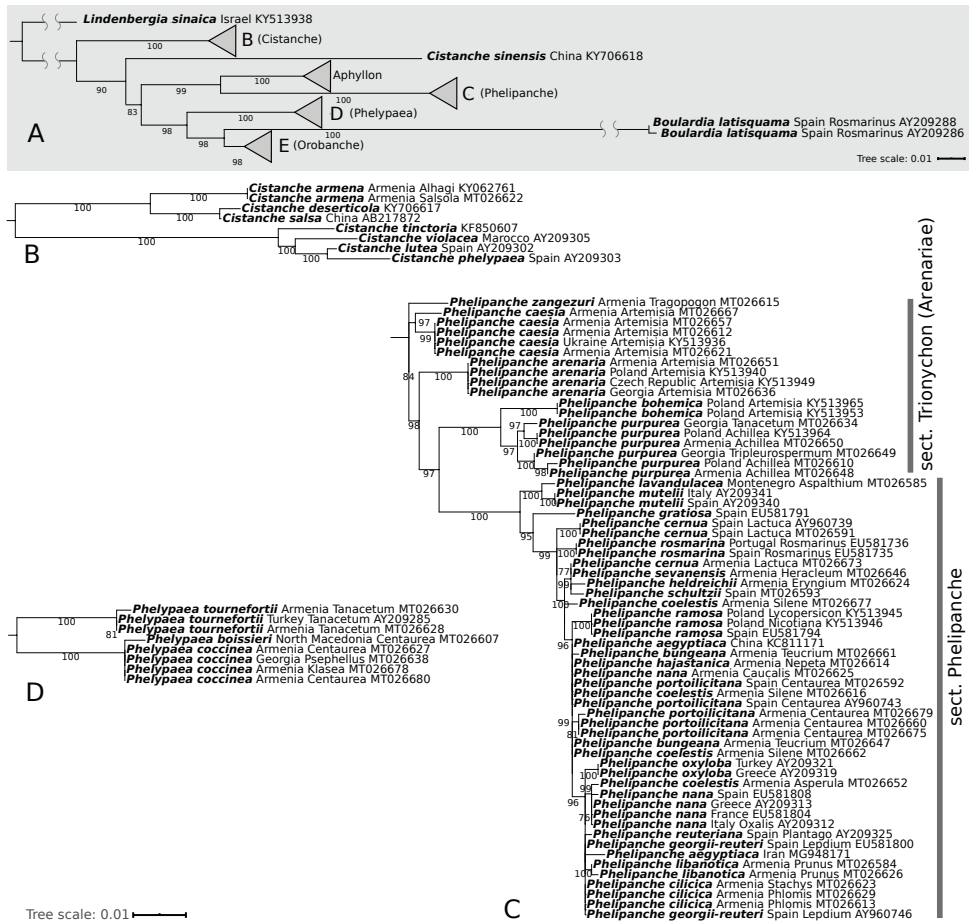 Lindenbergia sinaica Israel KY513938
B (Cistanche)
100
Cistanche sinensis China KY706618
90
Aphyllon
99
100
83
C (Phelipanche)
100
D (Phelypaea)
100
98
Boulardia latisquama Spain Rosmarinus AY209288
100
Boulardia latisquama Spain Rosmarinus AY209286
98
E (Orobanche)
98
A
Tree scale: 0.01
Cistanche armena Armenia Alhagi KY062761
Cistanche armena Armenia Salsola MT026622
100
100
Cistanche deserticola KY706617
Cistanche salsa China AB217872
100
Cistanche tinctoria KF850607
Cistanche violacea Marocco AY209305
100
Cistanche lutea Spain AY209302
100
Cistanche phelypaea Spain AY209303
100
B
Phelipanche zangezuri Armenia Tragopogon MT026615
Phelipanche caesia Armenia Artemisia MT026667
97
Phelipanche caesia Armenia Artemisia MT026657
Phelipanche caesia Armenia Artemisia MT026612
99
Phelipanche caesia Ukraine Artemisia KY513936
Phelipanche caesia Armenia Artemisia MT026621
Phelipanche arenaria Armenia Artemisia MT026651
84
100
Phelipanche arenaria Poland Artemisia KY513940
Phelipanche arenaria Czech Republic Artemisia KY513949
Phelipanche arenaria Georgia Artemisia MT026636
Phelipanche bohemica Poland Artemisia KY513965
100
Phelipanche bohemica Poland Artemisia KY513953
98
100
97
Phelipanche purpurea Georgia Tanacetum MT026634
Phelipanche purpurea Poland Achillea KY513964
100
Phelipanche purpurea Armenia Achillea MT026650
97
Phelipanche purpurea Georgia Tripleurospermum MT026649
100
Phelipanche purpurea Poland Achillea MT026610
98
Phelipanche purpurea Armenia Achillea MT026648
97
sect. Trionychon (Arenariae)
Phelipanche lavandulacea Montenegro Aspalthium MT026585
100
Phelipanche mutelii Italy AY209341
100
Phelipanche mutelii Spain AY209340
100
Phelipanche gratiosa Spain EU581791
Phelipanche cernua Spain Lactuca AY960739
95
100
Phelipanche cernua Spain Lactuca MT026591
Phelipanche rosmarina Portugal Rosmarinus EU581736
99
100
Phelipanche rosmarina Spain Rosmarinus EU581735
Phelipanche cernua Armenia Lactuca MT026673
77
Phelipanche sevanensis Armenia Heracleum MT026646
99
Phelipanche heldreichii Armenia Eryngium MT026624
Phelipanche schultzii Spain MT026593
100
Phelipanche coelestis Armenia Silene MT026677
Phelipanche ramosa Poland Lycopersicon KY513945
100
Phelipanche ramosa Poland Nicotiana KY513946
Phelipanche ramosa Spain EU581794
96
Phelipanche aegyptiaca China KC811171
Phelipanche bungeana Armenia Teucrium MT026661
Phelipanche hajastanica Armenia Nepeta MT026614
Phelipanche nana Armenia Caucalis MT026625
Phelipanche portoilicitana Spain Centaurea MT026592
Phelipanche coelestis Armenia Silene MT026616
Phelipanche portoilicitana Spain Centaurea AY960743
Phelipanche portoilicitana Armenia Centaurea MT026679
99
Phelipanche portoilicitana Armenia Centaurea MT026660
81
Phelipanche portoilicitana Armenia Centaurea MT026675
Phelipanche bungeana Armenia Teucrium MT026647
Phelipanche coelestis Armenia Silene MT026662
Phelipanche oxyloba Turkey AY209321
100
Phelipanche oxyloba Greece AY209319
99
Phelipanche coelestis Armenia Asperula MT026652
Phelipanche nana Spain EU581808
96
Phelipanche nana Greece AY209313
Phelipanche nana France EU581804
76
Phelipanche nana Italy Oxalis AY209312
Phelipanche reuteriana Spain Plantago AY209325
Phelipanche georgii-reuteri Spain Lepdium EU581800
Phelipanche aegyptiaca Iran MG948171
Phelipanche libanotica Armenia Prunus MT026584
100
Phelipanche libanotica Armenia Prunus MT026626
Phelipanche cilicica Armenia Stachys MT026623
Phelipanche cilicica Armenia Phlomis MT026629
Phelipanche cilicica Armenia Phlomis MT026613
Phelipanche georgii-reuteri Spain Lepdium AY960746
sect. Phelipanche
C
Phelypaea tournefortii Armenia Tanacetum MT026630
100
Phelypaea tournefortii Turkey Tanacetum AY209285
Phelypaea tournefortii Armenia Tanacetum MT026628
81
Phelypaea boissieri North Macedonia Centaurea MT026607
Phelypaea coccinea Armenia Centaurea MT026627
100
Phelypaea coccinea Georgia Psephellus MT026638
Phelypaea coccinea Armenia Klasea MT026678
Phelypaea coccinea Armenia Centaurea MT026680
D
Tree scale: 0.01